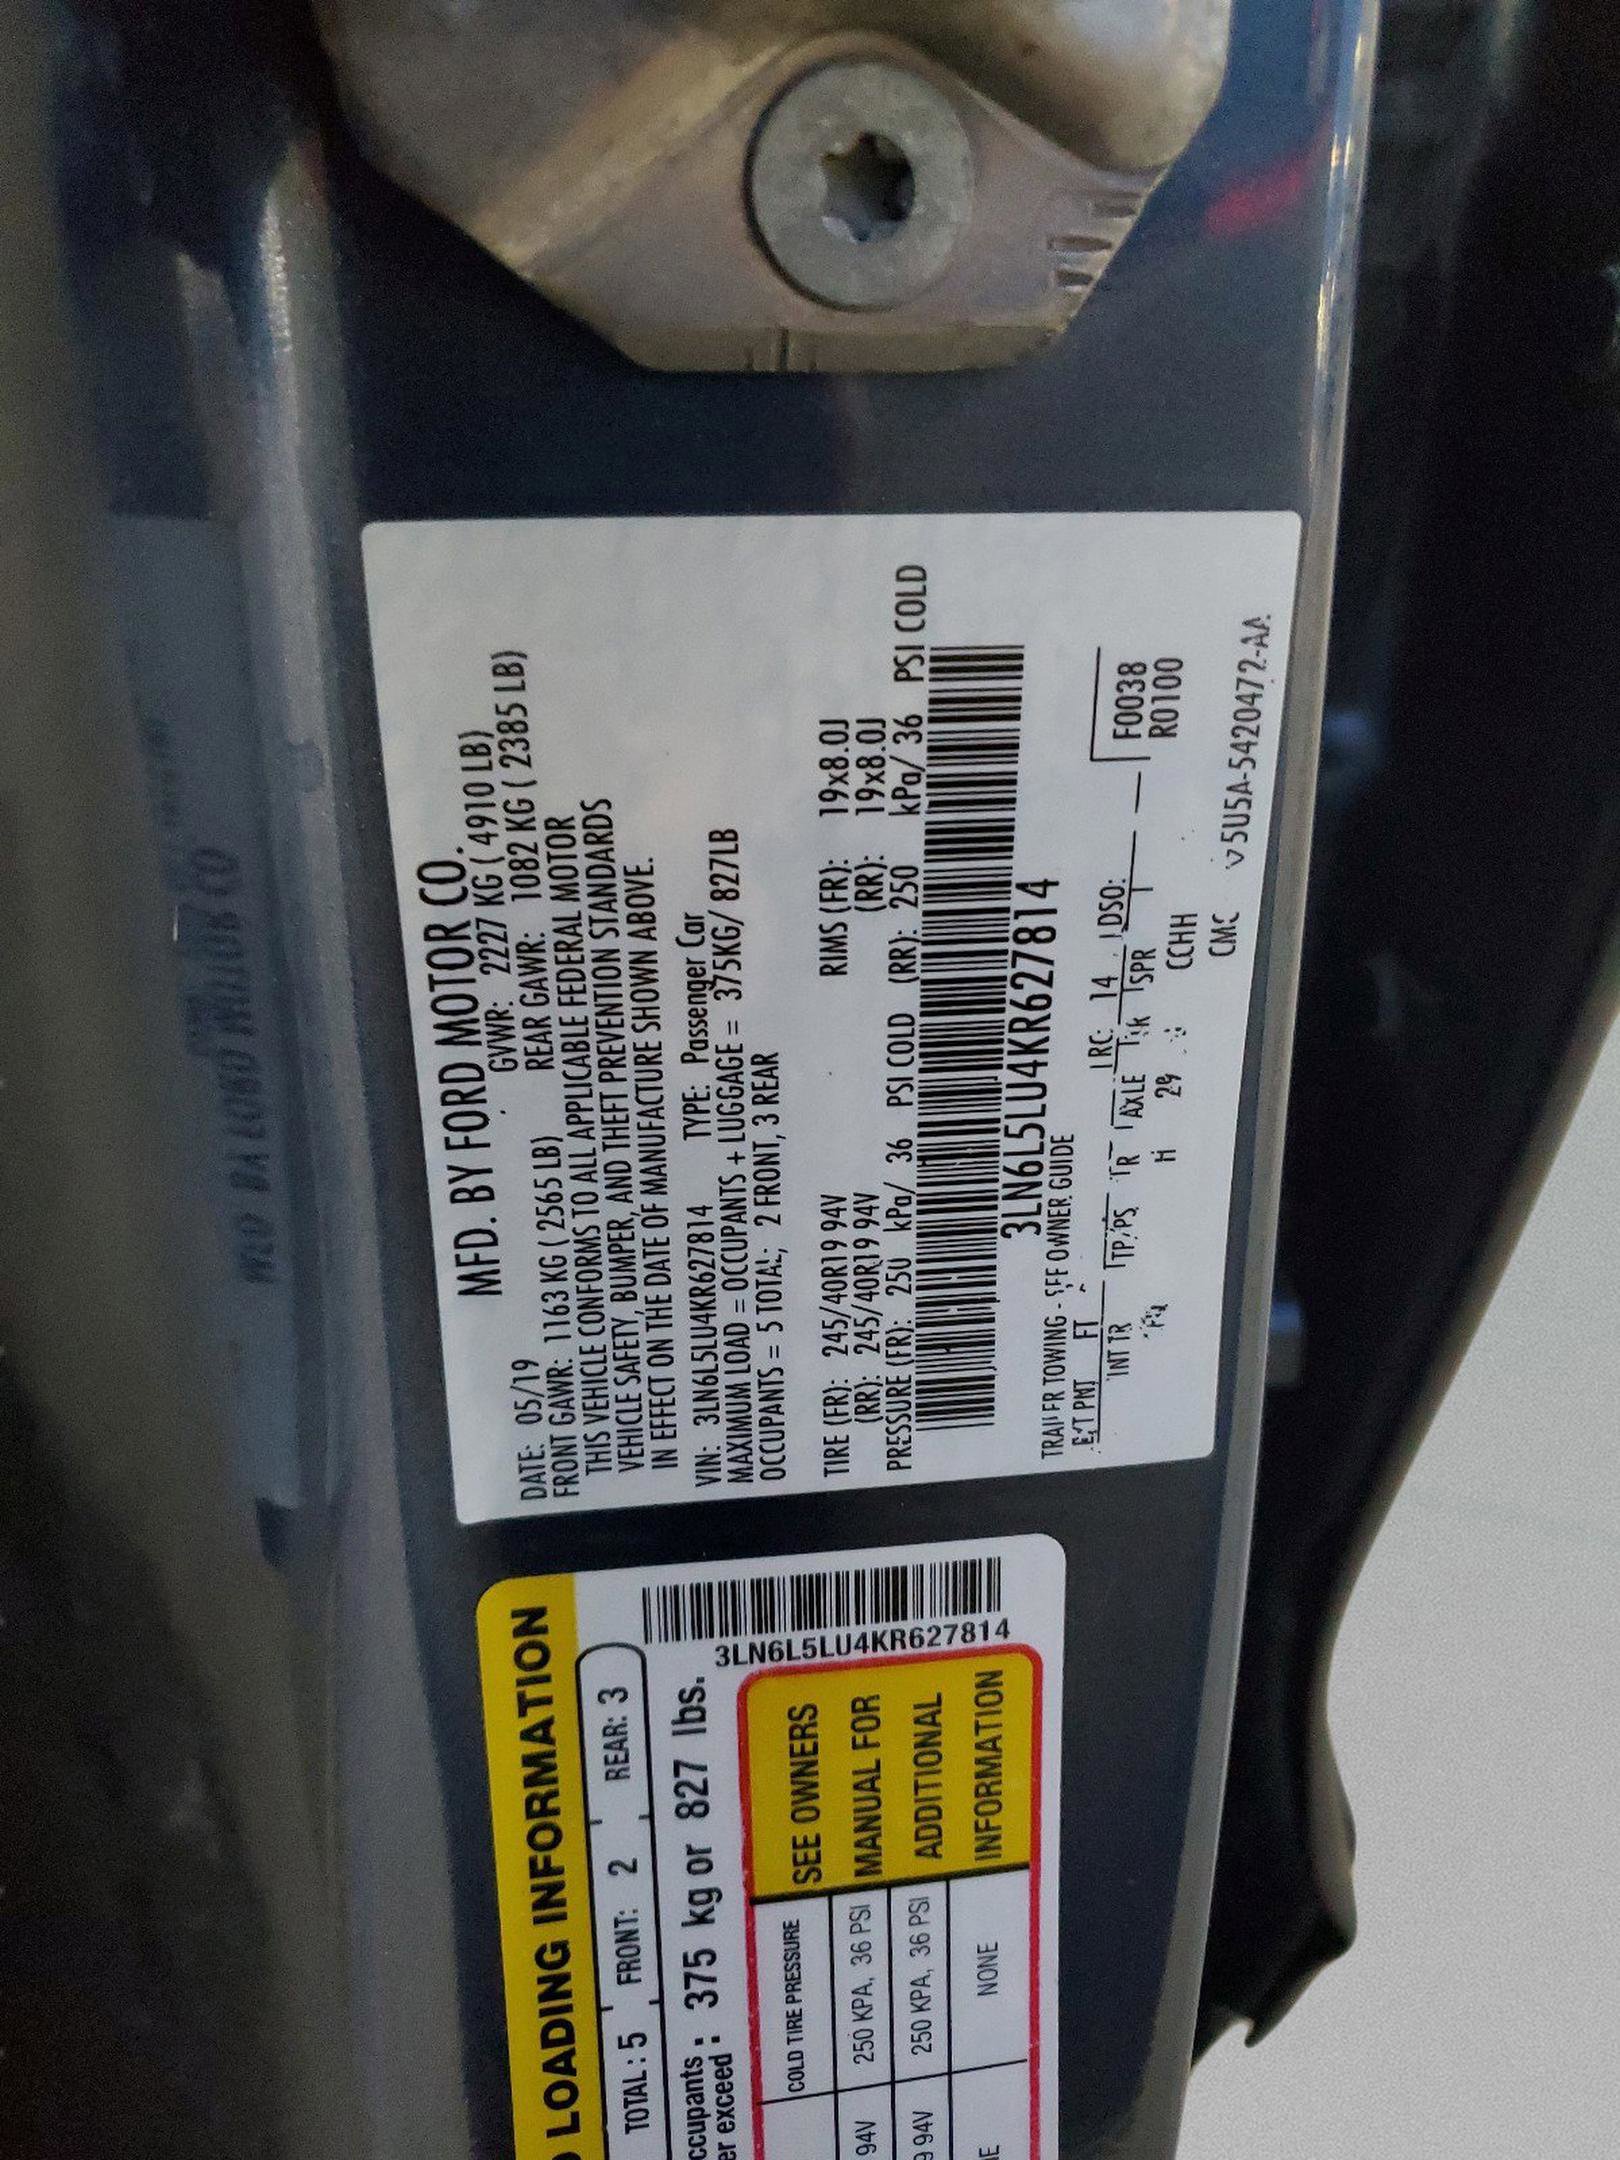 MFD. BY FORD MOTOR CO.
DATE: 05/19 GVWR: 2227 KG ( 4910 LB)
FRONT GAWR: 1163 KG ( 2565 LB) REAR GAWR: 1082 KG ( 2385 LB)
THIS VEHICLE CONFORMS TO ALL APPLICABLE FEDERAL MOTOR
VEHICLE SAFETY, BUMPER, AND THEFT PREVENTION STANDARDS
IN EFFECT ON THE DATE OF MANUFACTURE SHOWN ABOVE.
VIN: 3LN6L5LU4KR627814 TYPE: Passenger Car
MAXIMUM LOAD = OCCUPANTS + LUGGAGE = 375KG/ 827LB
OCCUPANTS = 5 TOTAL, 2 FRONT, 3 REAR
TIRE (FR): 245/40R19 94V RIMS (FR): 19x8.0J
(RR): 245/40R19 94V (RR): 19x8.0J
PRESSURE (FR): 250 kPa/ 36 PSI COLD (RR): 250 kPa/ 36 PSI COLD
3LN6L5LU4KR627814
TRAILER TOWING - SEE OWNER GUIDE
EXT PNT FT RC: 14 DSO:
INT TR TP/PS TR AXLE SPR F0038
H 29 CCHH R0100
CMC
5U5A-5420472-AA
LOADING INFORMATION
TOTAL : 5 FRONT: 2 REAR: 3
375 kg or 827 lbs.
exceed :
3LN6L5LU4KR627814
COLD TIRE PRESSURE SEE OWNERS
94V 250 KPA, 36 PSI MANUAL FOR
94V 250 KPA, 36 PSI ADDITIONAL
NONE INFORMATION